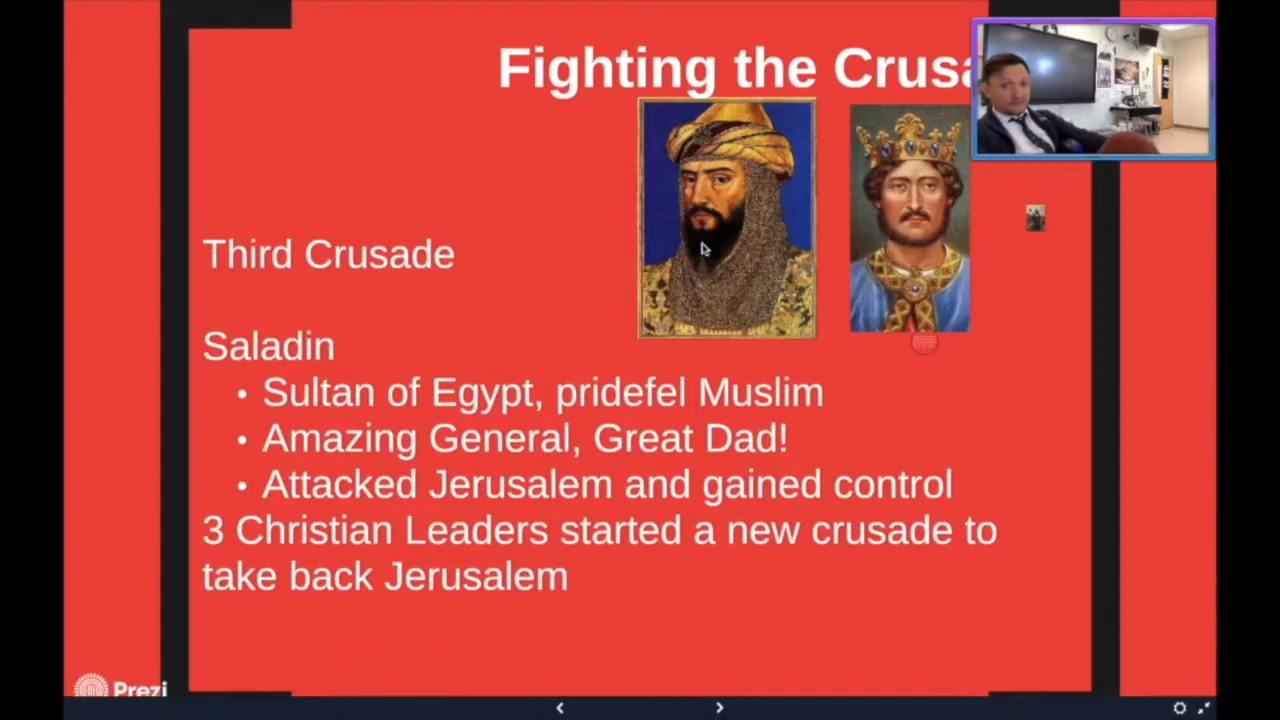 Fighting the Crusa
Third Crusade
Saladin
• Sultan of Egypt, pridefel Muslim
• Amazing General, Great Dad!
• Attacked Jerusalem and gained control
3 Christian Leaders started a new crusade to
take back Jerusalem
Prezi